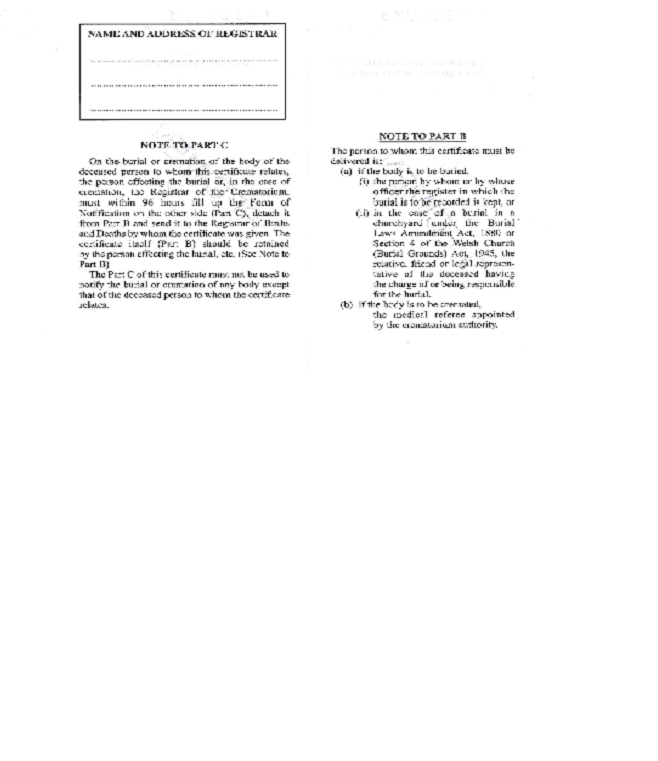 NAME AND ADDRESS OF REGISTRAR
NOTE TO PART C
On the burial or cremation of the body of the
deceased person to whom this certificate relates,
the person effecting the burial or, in the case of
cremation, the Registrar of the Crematorium,
must within 96 hours fill up the Form of
Notification on the other side (Part C), detach it
from Part B and send it to the Registrar of Births
and Deaths by whom the certificate was given. The
certificate itself (Part B) should be retained
by the person effecting the burial, etc. (See Note to
Part B)
The Part C of this certificate must not be used to
notify the burial or cremation of any body except
that of the deceased person to whom the certificate
relates.
NOTE TO PART B
The person to whom this certificate must be
delivered is:
(a) if the body is to be buried,
(i) the person by whom or by whose
officer the register in which the
burial is to be recorded is kept, or
(ii) in the case of a burial in a
churchyard under the Burial
Laws Amendment Act, 1880 or
Section 4 of the Welsh Church
(Burial Grounds) Act, 1945, the
relative, friend or legal represen-
tative of the deceased having
the charge of or being responsible
for the burial.
(b) if the body is to be cremated,
the medical referee appointed
by the crematorium authority.